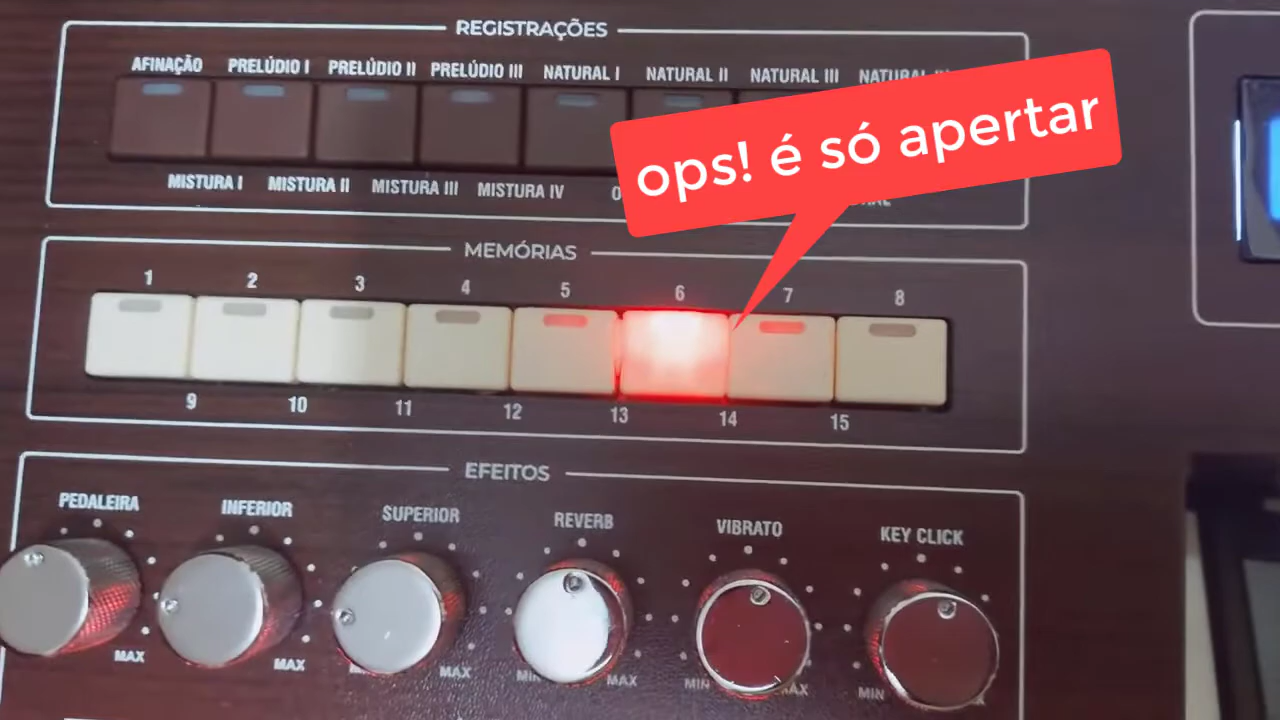 REGISTRAÇÕES
AFINAÇÃO PRELÚDIO I PRELÚDIO II PRELÚDIO III NATURAL I NATURAL II NATURAL III
ops! é só apertar
MISTURA I MISTURA II MISTURA III MISTURA IV
MEMÓRIAS
1 2 3 4 5 6 7 8
9 10 11 12 13 14 15
EFEITOS
PEDALEIRA INFERIOR SUPERIOR REVERB VIBRATO KEY CLICK
MAX MAX MAX MIN MAX MIN MAX MIN